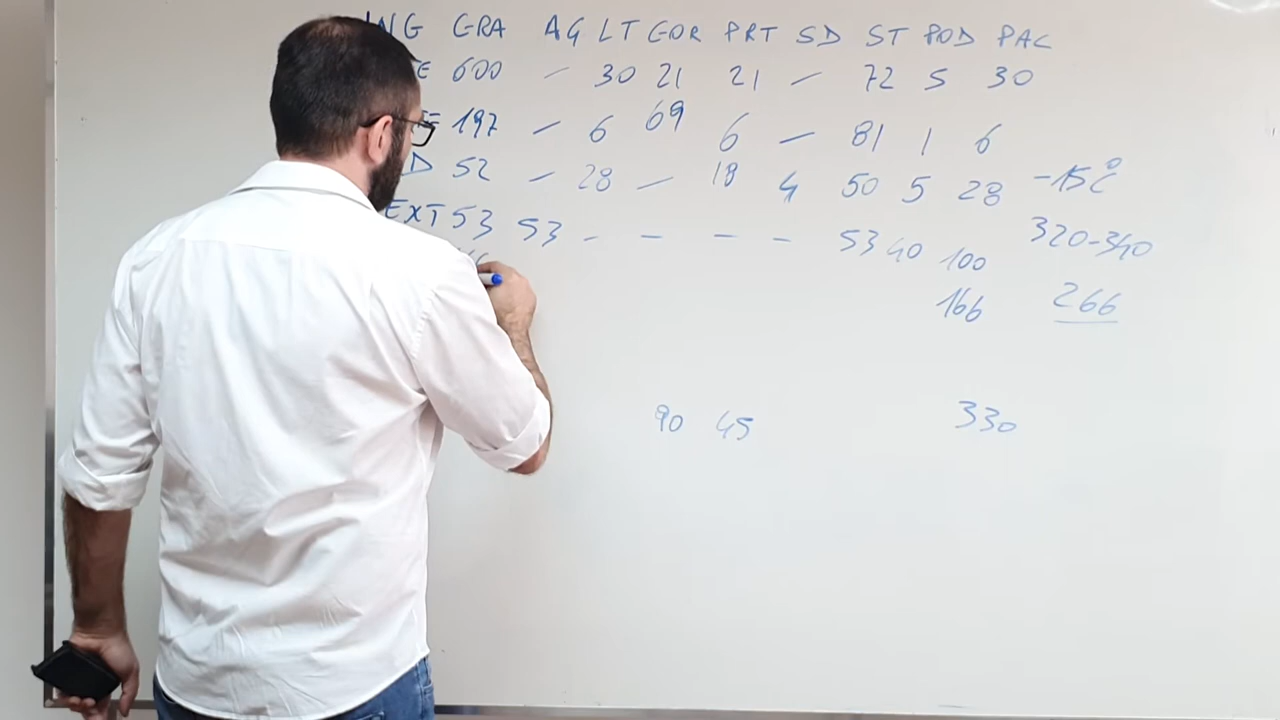 ING GRA AG LT GOR PRT SD ST POD PAC
600 - 30 21 21 - 72 5 30
197 - 6 69 6 - 81 1 6
52 - 28 - 18 4 50 5 28 -15°
EXT 53 53 - - - - 53 40 100 320-340
166 266
90 45 330